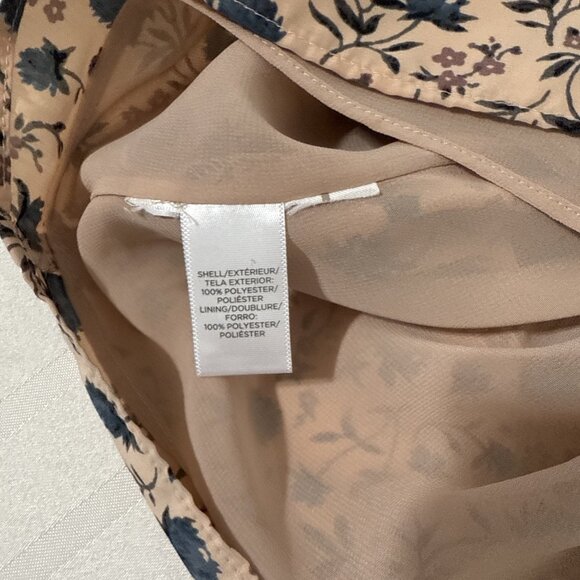 SHELL/EXTÉRIEUR/
TELA EXTERIOR:
100% POLYESTER/
POLIÉSTER
LINING/DOUBLURE/
FORRO:
100% POLYESTER/
POLIÉSTER